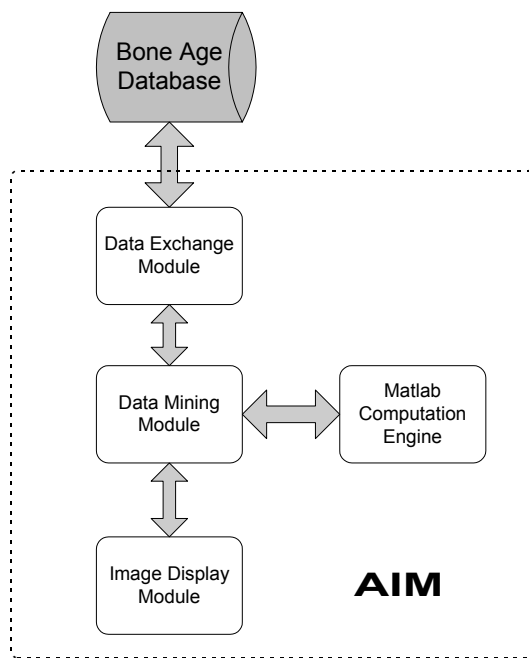 Bone Age
Database
Data Exchange
Module
Data Mining
Module
Matlab
Computation
Engine
Image Display
Module
AIM